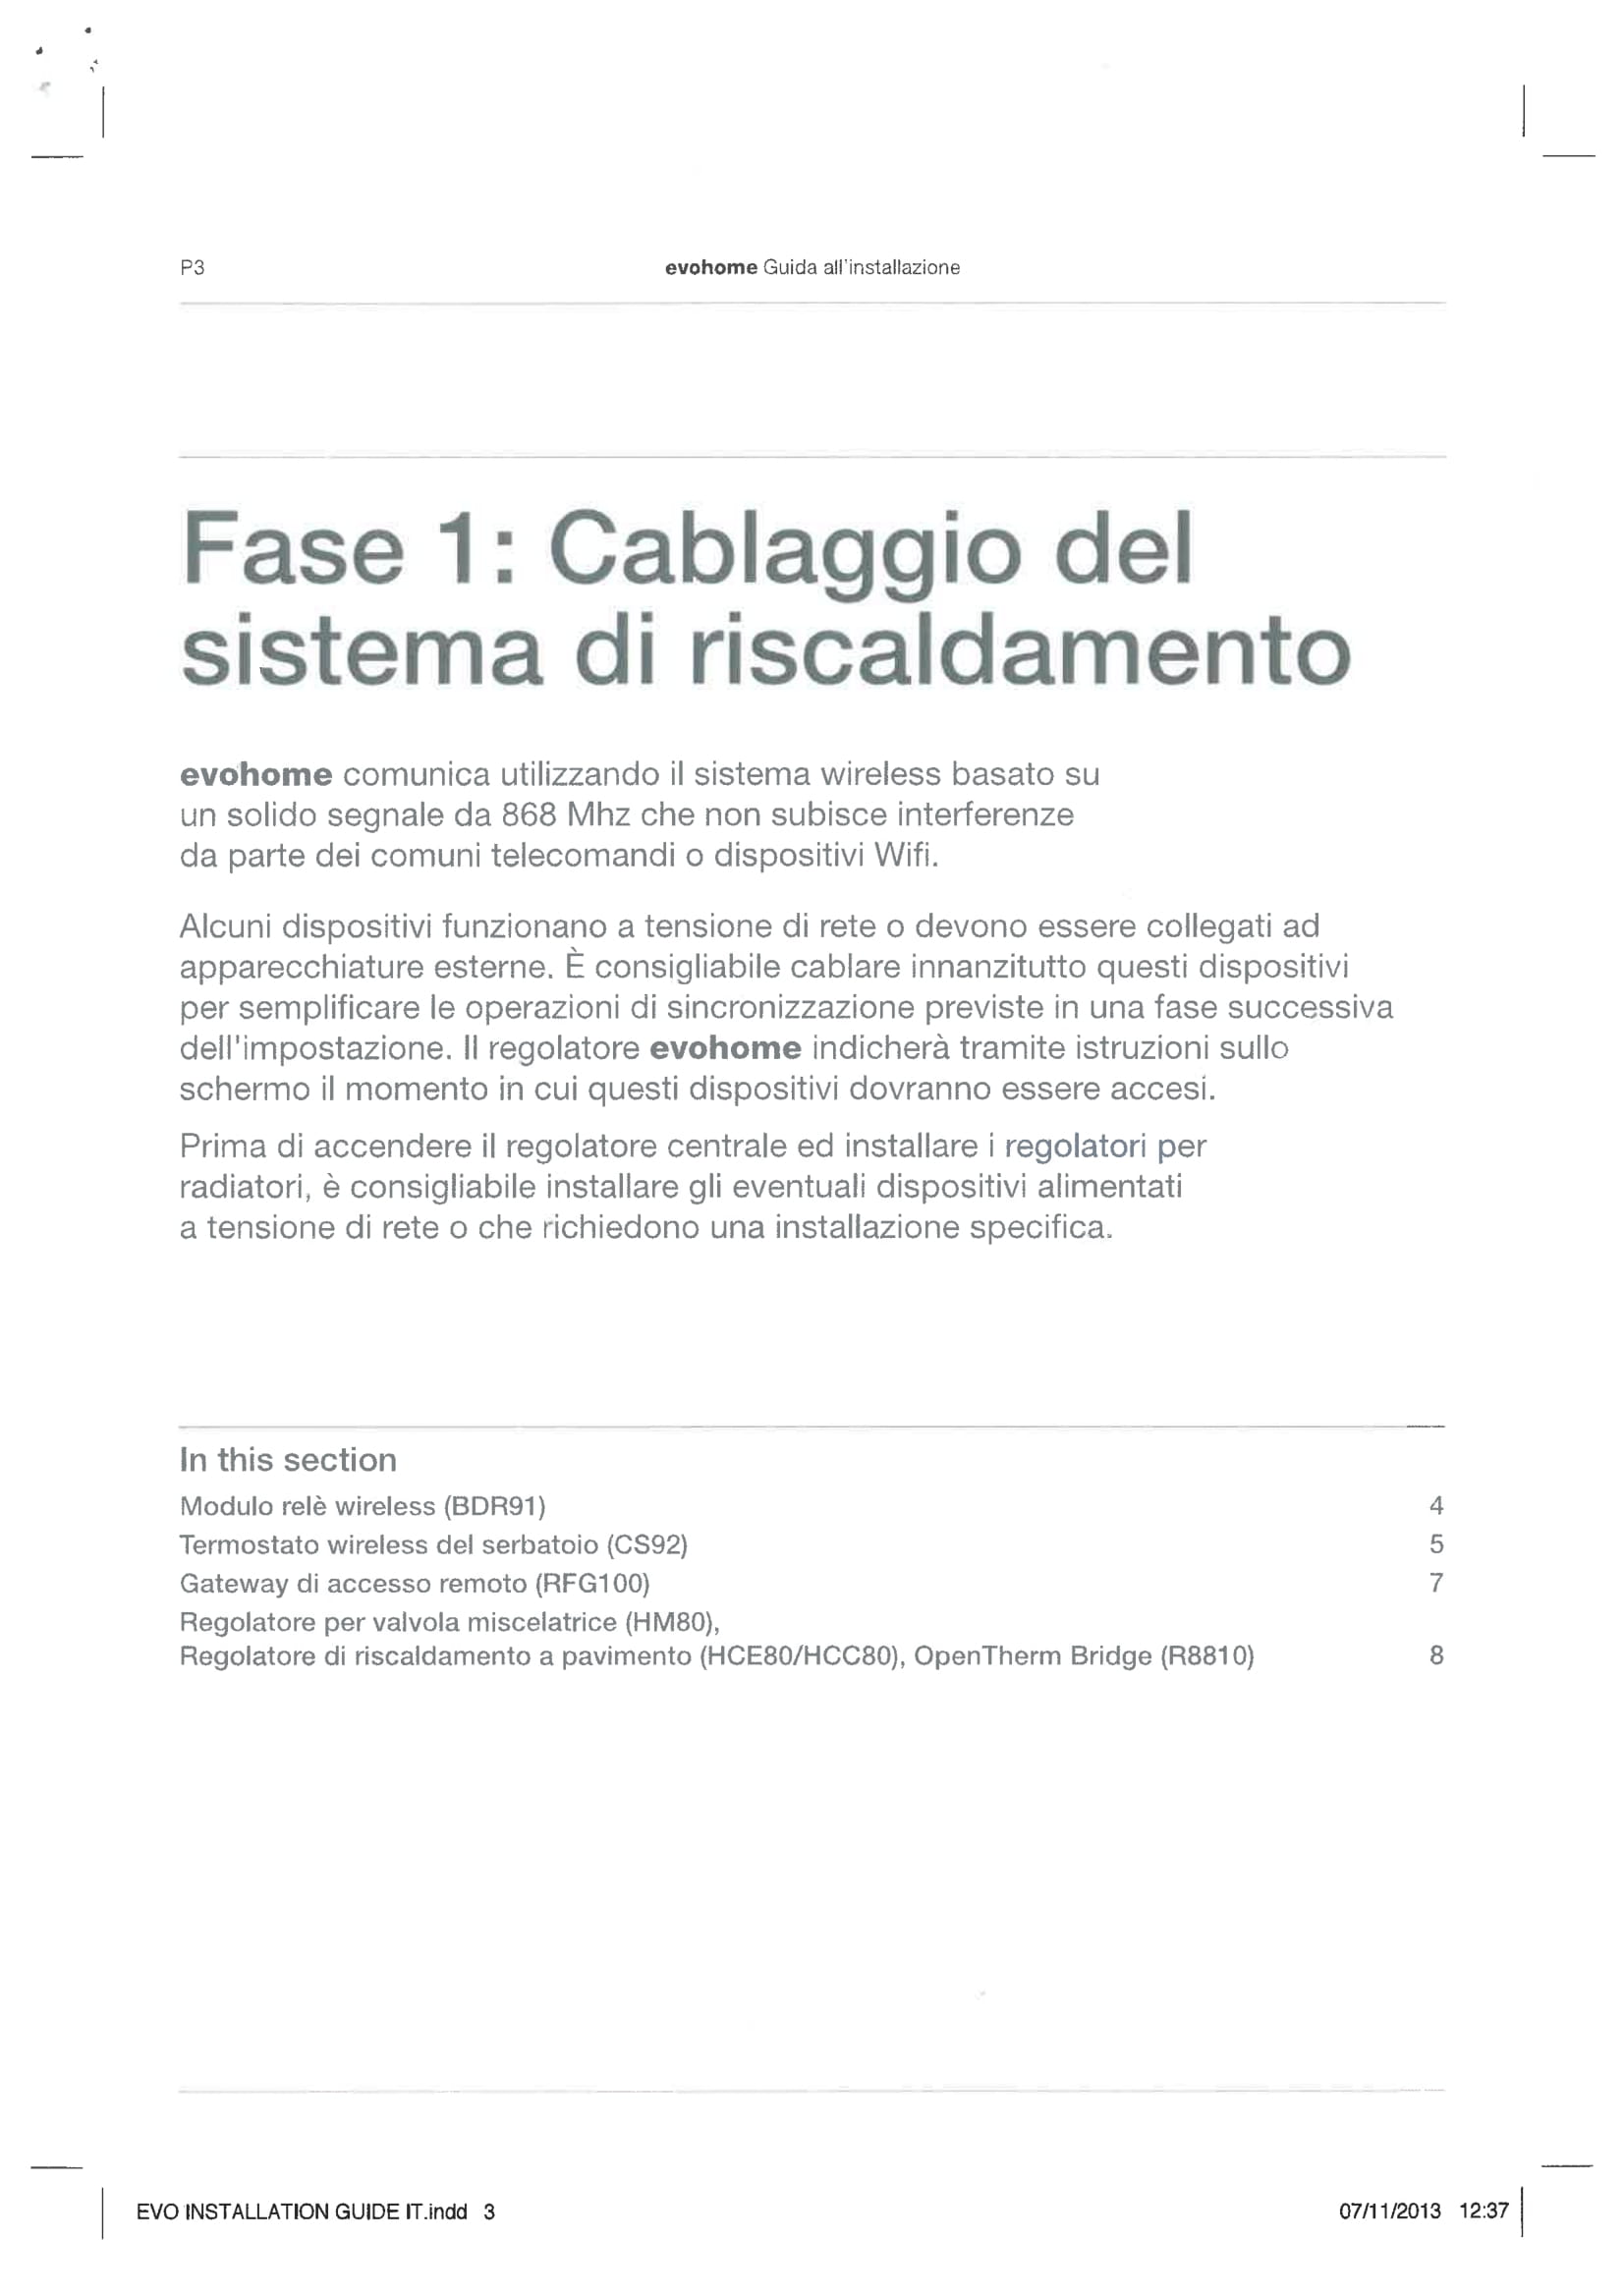 P3
evohome Guida all'installazione
Fase 1: Cablaggio del
sistema di riscaldamento
evohome comunica utilizzando il sistema wireless basato su
un solido segnale da 868 Mhz che non subisce interferenze
da parte dei comuni telecomandi o dispositivi Wifi.
Alcuni dispositivi funzionano a tensione di rete o devono essere collegati ad
apparecchiature esterne. È consigliabile cablare innanzitutto questi dispositivi
per semplificare le operazioni di sincronizzazione previste in una fase successiva
dell'impostazione. Il regolatore evohome indicherà tramite istruzioni sullo
schermo il momento in cui questi dispositivi dovranno essere accesi.
Prima di accendere il regolatore centrale ed installare i regolatori per
radiatori, è consigliabile installare gli eventuali dispositivi alimentati
a tensione di rete o che richiedono una installazione specifica.
In this section
Modulo relè wireless (BDR91) 4
Termostato wireless del serbatoio (CS92) 5
Gateway di accesso remoto (RFG100) 7
Regolatore per valvola miscelatrice (HM80),
Regolatore di riscaldamento a pavimento (HCE80/HCC80), OpenTherm Bridge (R8810) 8
EVO INSTALLATION GUIDE IT.indd 3
07/11/2013 12:37